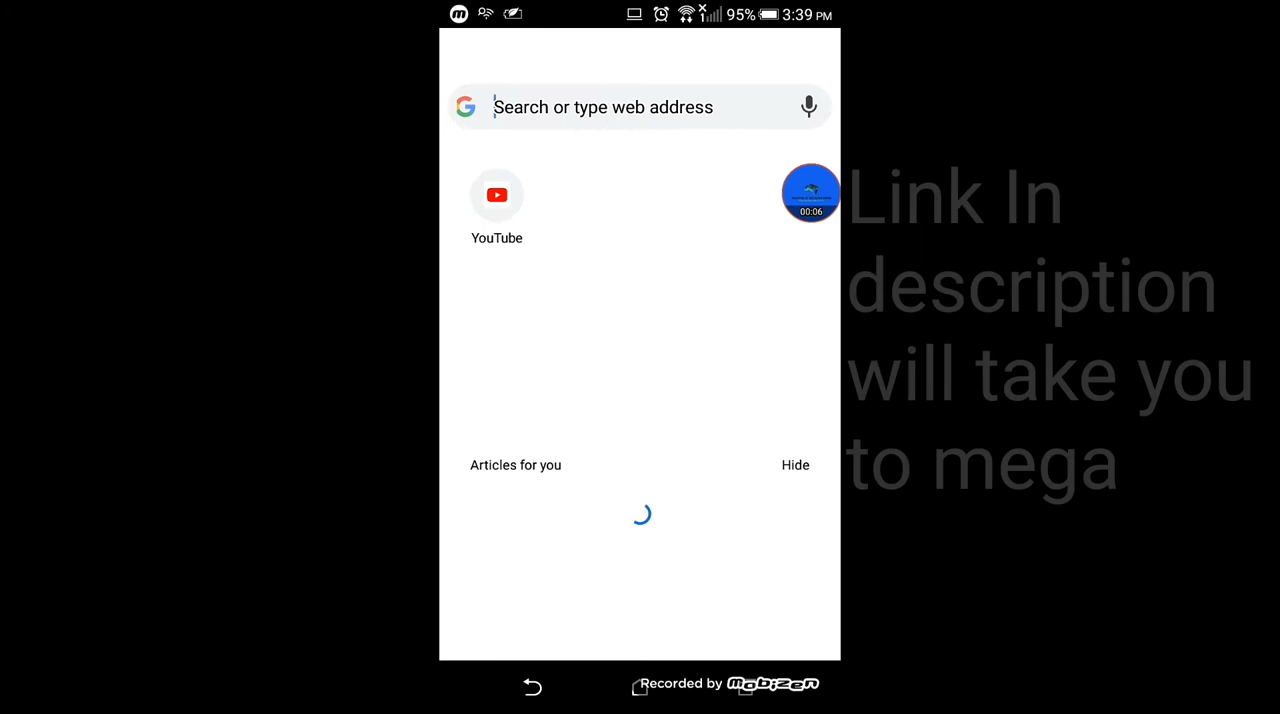 95% 3:39 PM
Search or type web address
00:06
YouTube
Link In
description
will take you
to mega
Articles for you
Hide
Recorded by mobizen